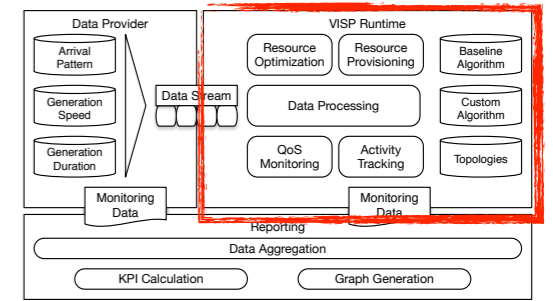 Data Provider
VISP Runtime
Arrival
Pattern
Generation
Speed
Generation
Duration
Data Stream
Resource
Optimization
Resource
Provisioning
Data Processing
QoS
Monitoring
Activity
Tracking
Baseline
Algorithm
Custom
Algorithm
Topologies
Monitoring
Data
Monitoring
Data
Reporting
Data Aggregation
KPI Calculation
Graph Generation